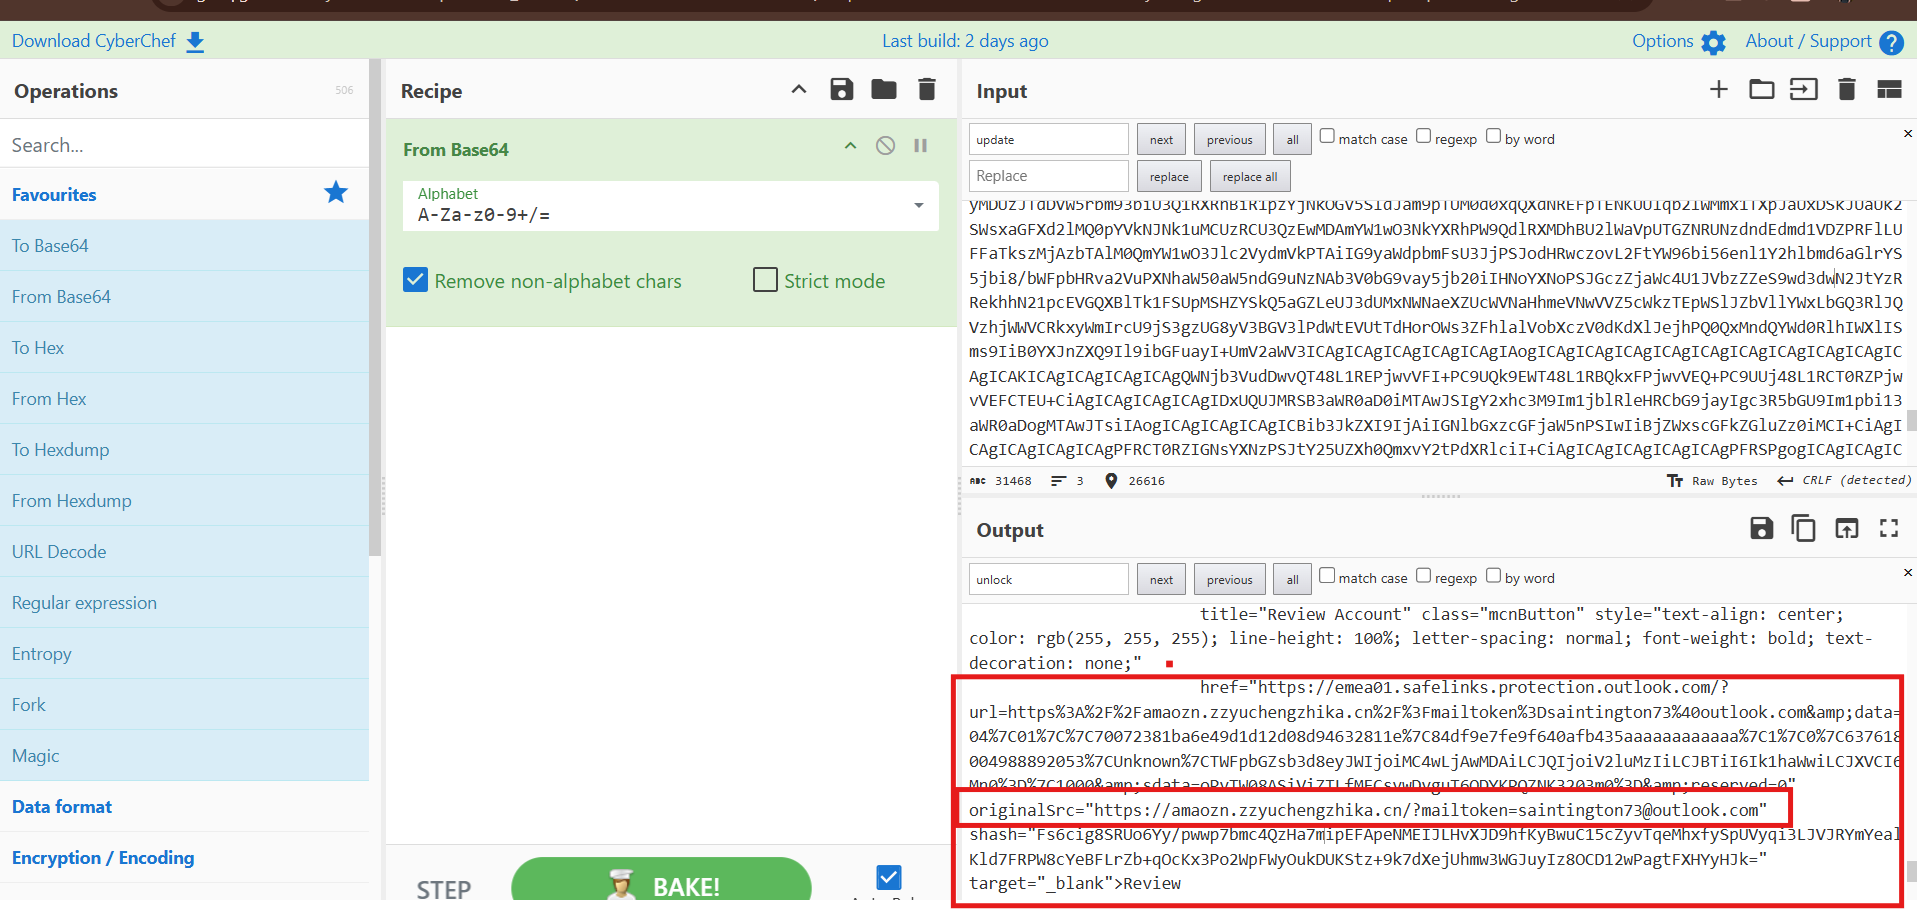 Download CyberChef
Last build: 2 days ago
Options
About / Support
Operations
506
Search...
Favourites
To Base64
From Base64
To Hex
From Hex
To Hexdump
From Hexdump
URL Decode
Regular expression
Entropy
Fork
Magic
Data format
Encryption / Encoding
Recipe
From Base64
Alphabet
A-Za-z0-9+/=
Remove non-alphabet chars
Strict mode
STEP
BAKE!
Input
update
next
previous
all
match case
regexp
by word
Replace
replace
replace all
5jbi8/bWFpbHRva2VuPXNhaW50aW5ndG9uNzNAb3V0bG9vay5jb20iIHNoYXNoPSJGczZjaWc4U1JVbzZZeS9wd3dwN2JtYzR
ms9IiB0YXJnZXQ9Il9ibGFuayI+UmV2aWV3ICAgICAgICAgICAgICAgIAogICAgICAgICAgICAgICAgICAgICAgICAgICAgIC
AgICAKICAgICAgICAgICAgQWNjb3VudDwvQT48L1REPjwvVFI+PC9UQk9EWT48L1RBQkxFPjwvVEQ+PC9UUj48L1RCT0RZPjw
vVEFCTEU+CiAgICAgICAgICAgIDxUQUJMRSB3aWR0aD0iMTAwJSIgY2xhc3M9Im1jblRleHRCbG9jayIgc3R5bGU9Im1pbi13
aWR0aDogMTAwJTsiIAogICAgICAgICAgICBib3JkZXI9IjAiIGNlbGxzcGFjaW5nPSIwIiBjZWxscGFkZGluZz0iMCI+CiAgI
CAgICAgICAgICAgPFRCT0RZIGNsYXNzPSJtY25UZXh0QmxvY2tPdXRlciI+CiAgICAgICAgICAgICAgPFRSPgogICAgICAgIC
31468
3
26616
Raw Bytes
CRLF (detected)
Output
unlock
next
previous
all
match case
regexp
by word
title="Review Account" class="mcnButton" style="text-align: center;
color: rgb(255, 255, 255); line-height: 100%; letter-spacing: normal; font-weight: bold; text-
decoration: none;"
href="https://emea01.safelinks.protection.outlook.com/?
url=https%3A%2F%2Famaozn.zzyuchengzhika.cn%2F%3Fmailtoken%3Dsaintington73%40outlook.com&amp;data=
04%7C01%7C%7C70072381ba6e49d1d12d08d94632811e%7C84df9e7fe9f640afb435aaaaaaaaaaaa%7C1%7C0%7C637618
004988892053%7CUnknown%7CTWFpbGZsb3d8eyJWIjoiMC4wLjAwMDAiLCJQIjoiV2luMzIiLCJBTiI6Ik1haWwiLCJXVCI6
originalSrc="https://amaozn.zzyuchengzhika.cn/?mailtoken=saintington73@outlook.com"
shash="Fs6cig8SRUo6Yy/pwwp7bmc4QzHa7mipEFApeNMEIJLHvXJD9hfKyBwuC15cZyvTqeMhxfySpUVyqi3LJVJRYmYeal
Kld7FRPW8cYeBFLrZb+qOcKx3Po2WpFWyOukDUKStz+9k7dXejUhmw3WGJuyIz8OCD12wPagtFXHYyHJk="
target="_blank">Review